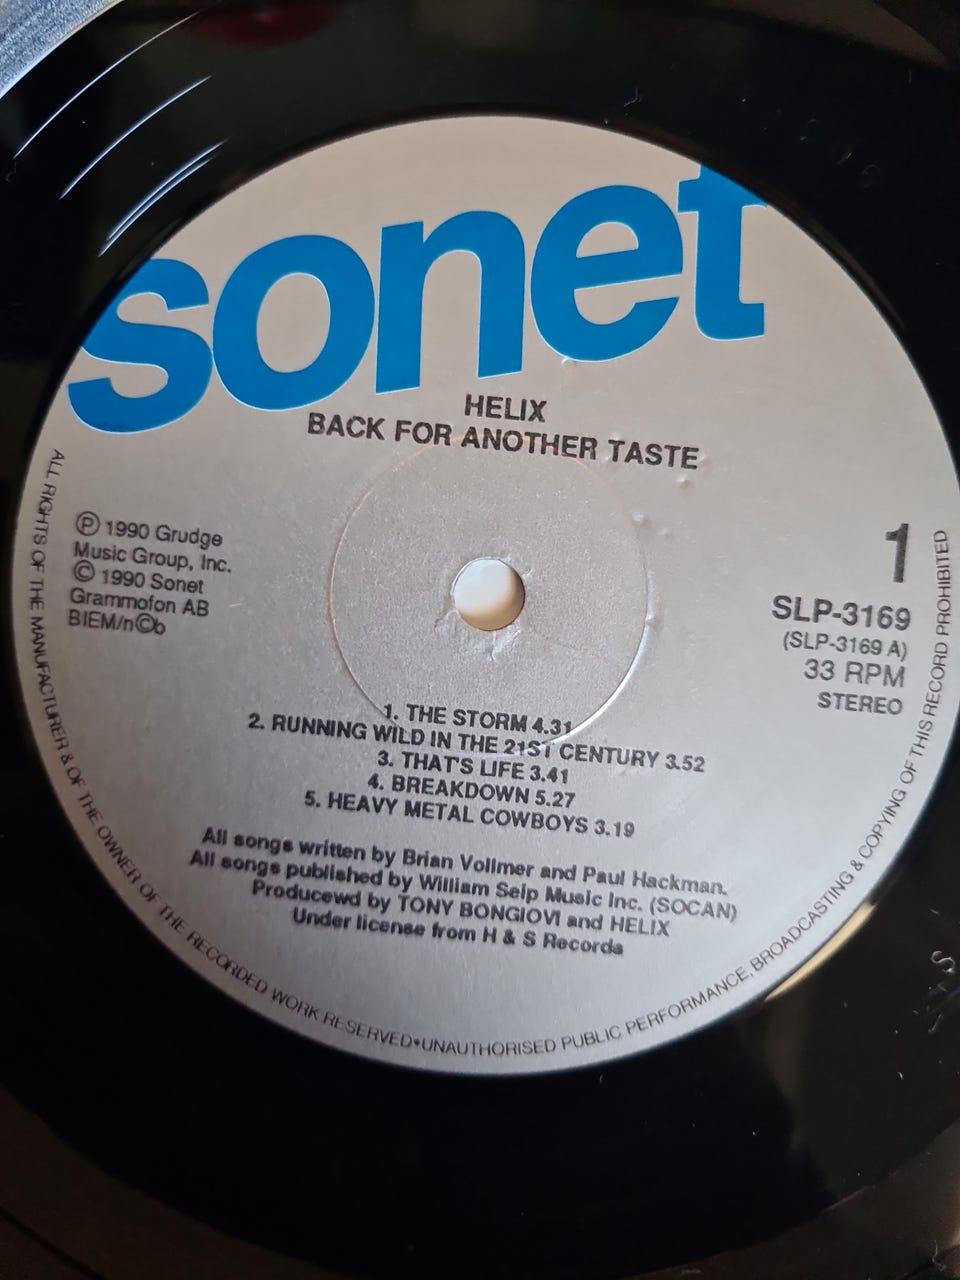 sonet
HELIX
BACK FOR ANOTHER TASTE
Ⓟ 1990 Grudge
Music Group, Inc.
© 1990 Sonet
Grammofon AB
BIEM/n©b
1
SLP-3169
(SLP-3169 A)
33 RPM
STEREO
1. THE STORM 4.31
2. RUNNING WILD IN THE 21ST CENTURY 3.52
3. THAT'S LIFE 3.41
4. BREAKDOWN 5.27
5. HEAVY METAL COWBOYS 3.19
All songs written by Brian Vollmer and Paul Hackman.
All songs published by William Seip Music Inc. (SOCAN)
Producewd by TONY BONGIOVI and HELIX
Under license from H & S Records
ALL RIGHTS OF THE MANUFACTURER & OF THE OWNER OF THE RECORDED WORK RESERVED•UNAUTHORISED PUBLIC PERFORMANCE, BROADCASTING & COPYING OF THIS RECORD PROHIBITED